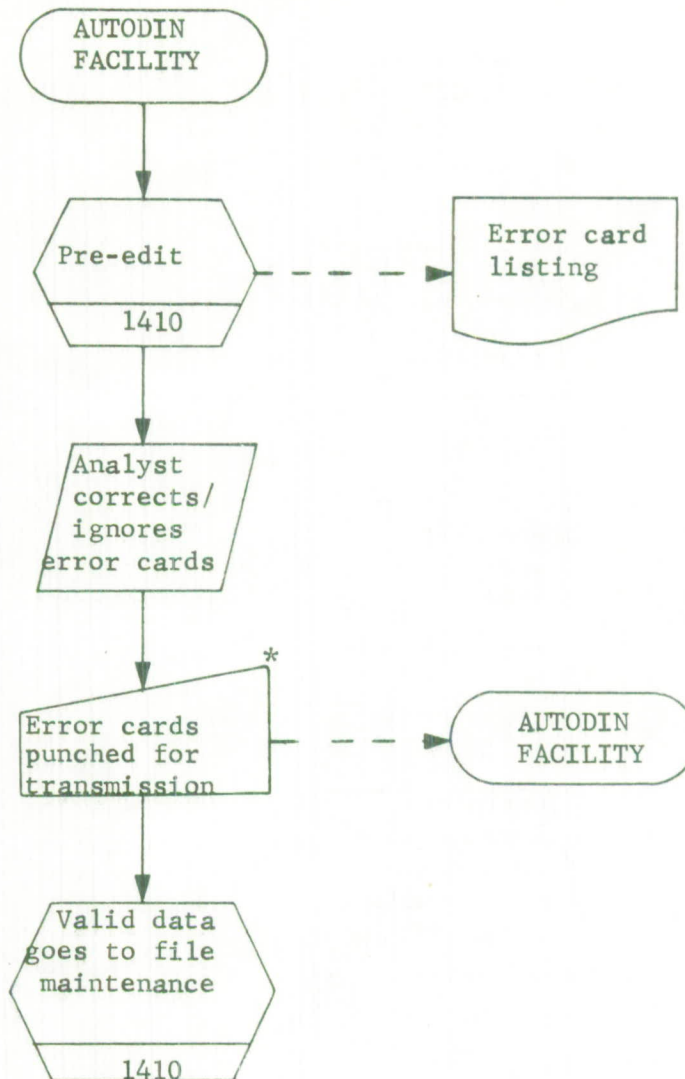 AUTODIN
FACILITY
Pre-edit
1410
Error card
listing
Analyst
corrects/
ignores
error cards
*
Error cards
punched for
transmission
AUTODIN
FACILITY
Valid data
goes to file
maintenance
1410